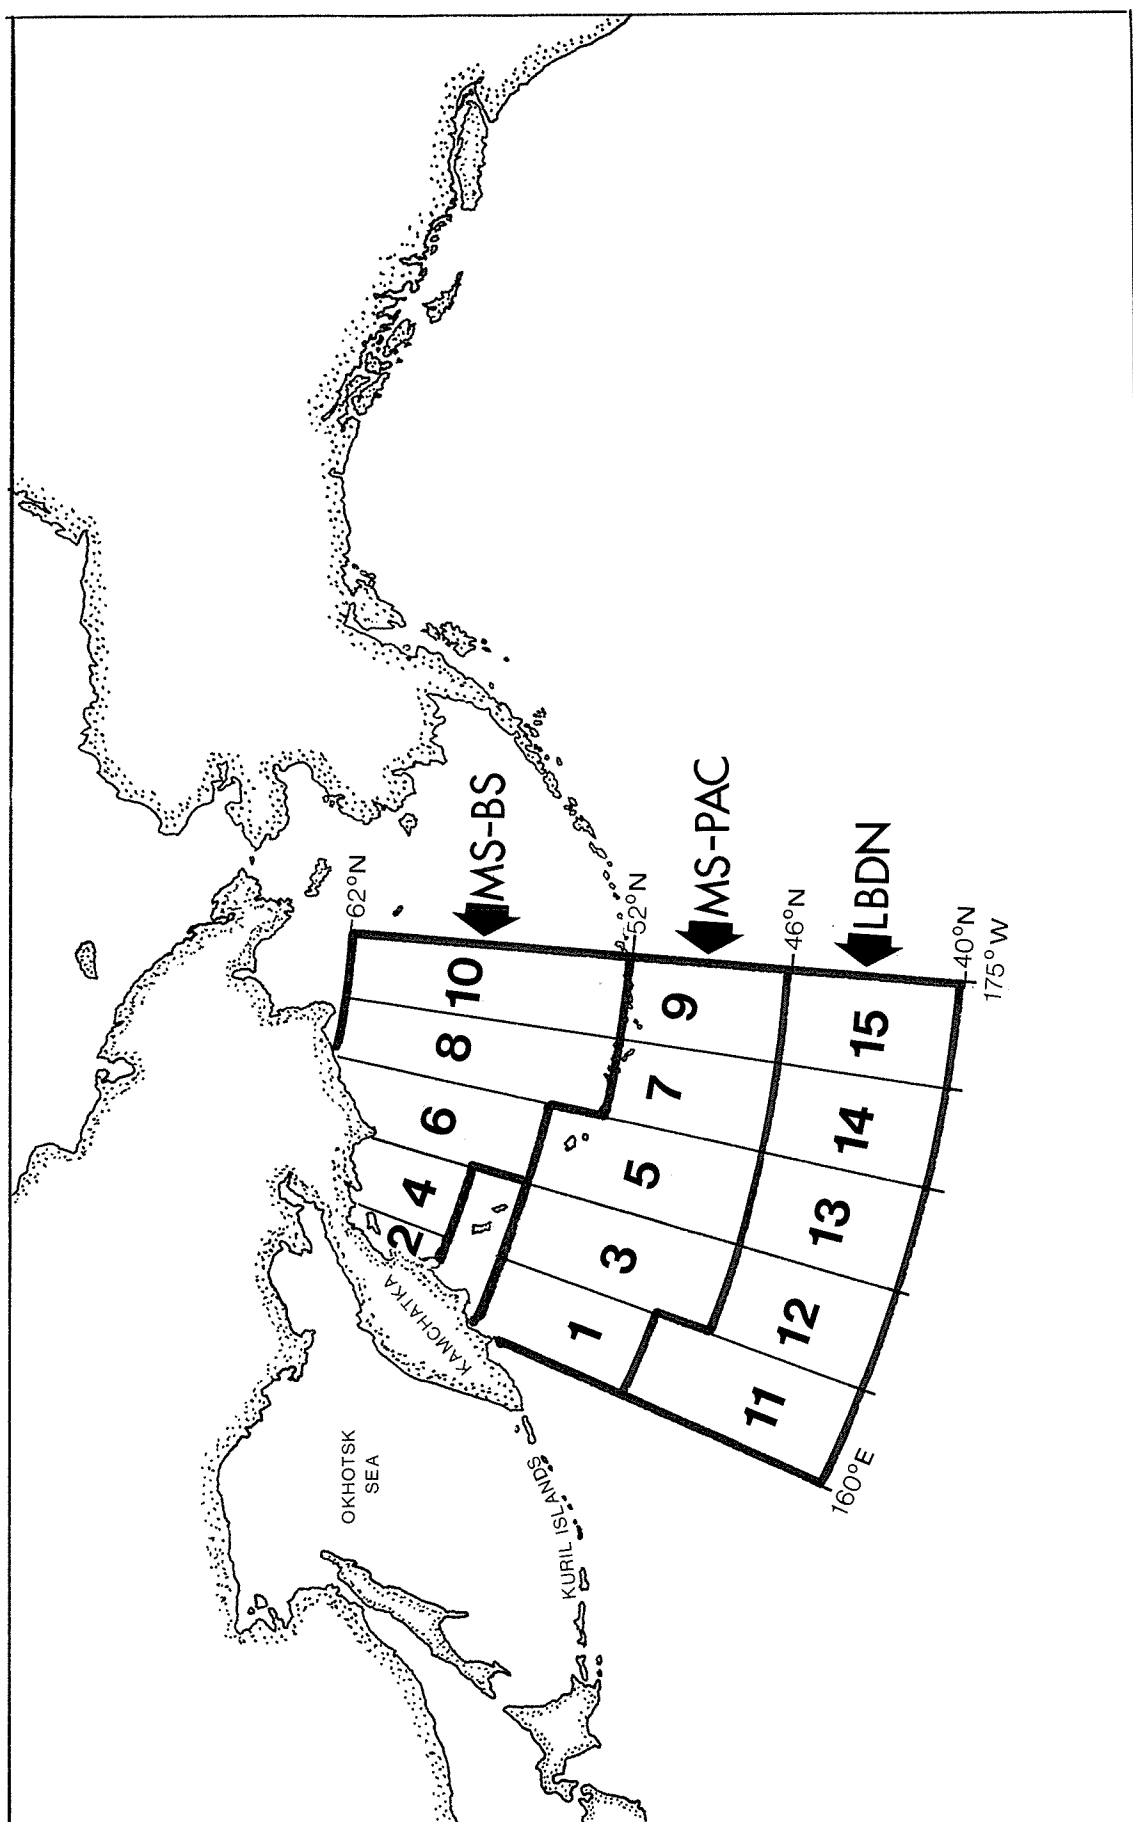 OKHOTSK
SEA
KAMCHATKA
KURIL ISLANDS
2
4
6
8
10
1
3
5
7
9
11
12
13
14
15
62°N
MS-BS
52°N
MS-PAC
46°N
LBDN
40°N
175°W
160°E